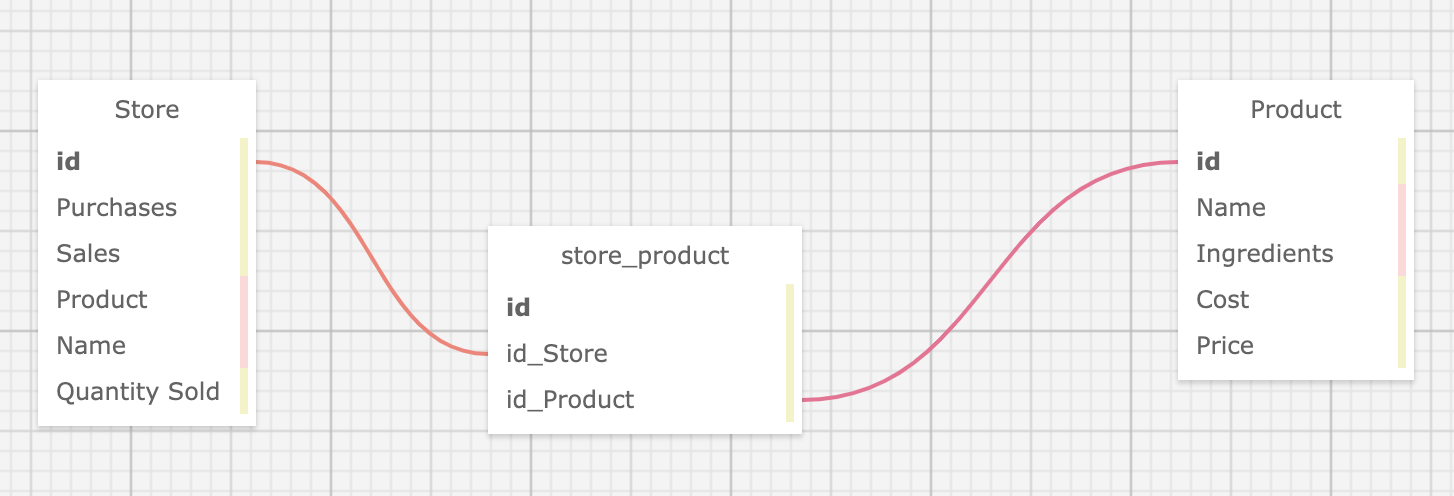 Store
id
Purchases
Sales
Product
Name
Quantity Sold
store_product
id
id_Store
id_Product
Product
id
Name
Ingredients
Cost
Price